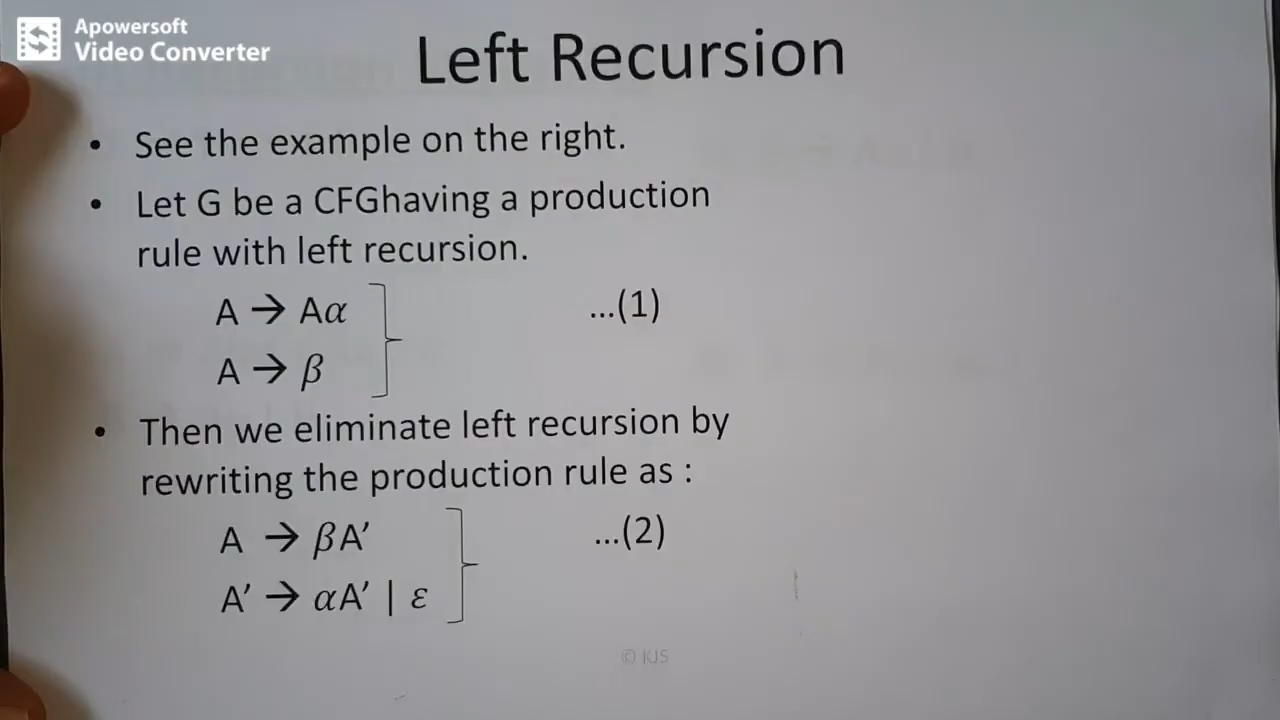 Apowersoft
Video Converter
Left Recursion
• See the example on the right.
• Let G be a CFGhaving a production
rule with left recursion.
A → Aα
...(1)
A → β
• Then we eliminate left recursion by
rewriting the production rule as :
A → βA′
...(2)
A′ → αA′ | ε
© KJS